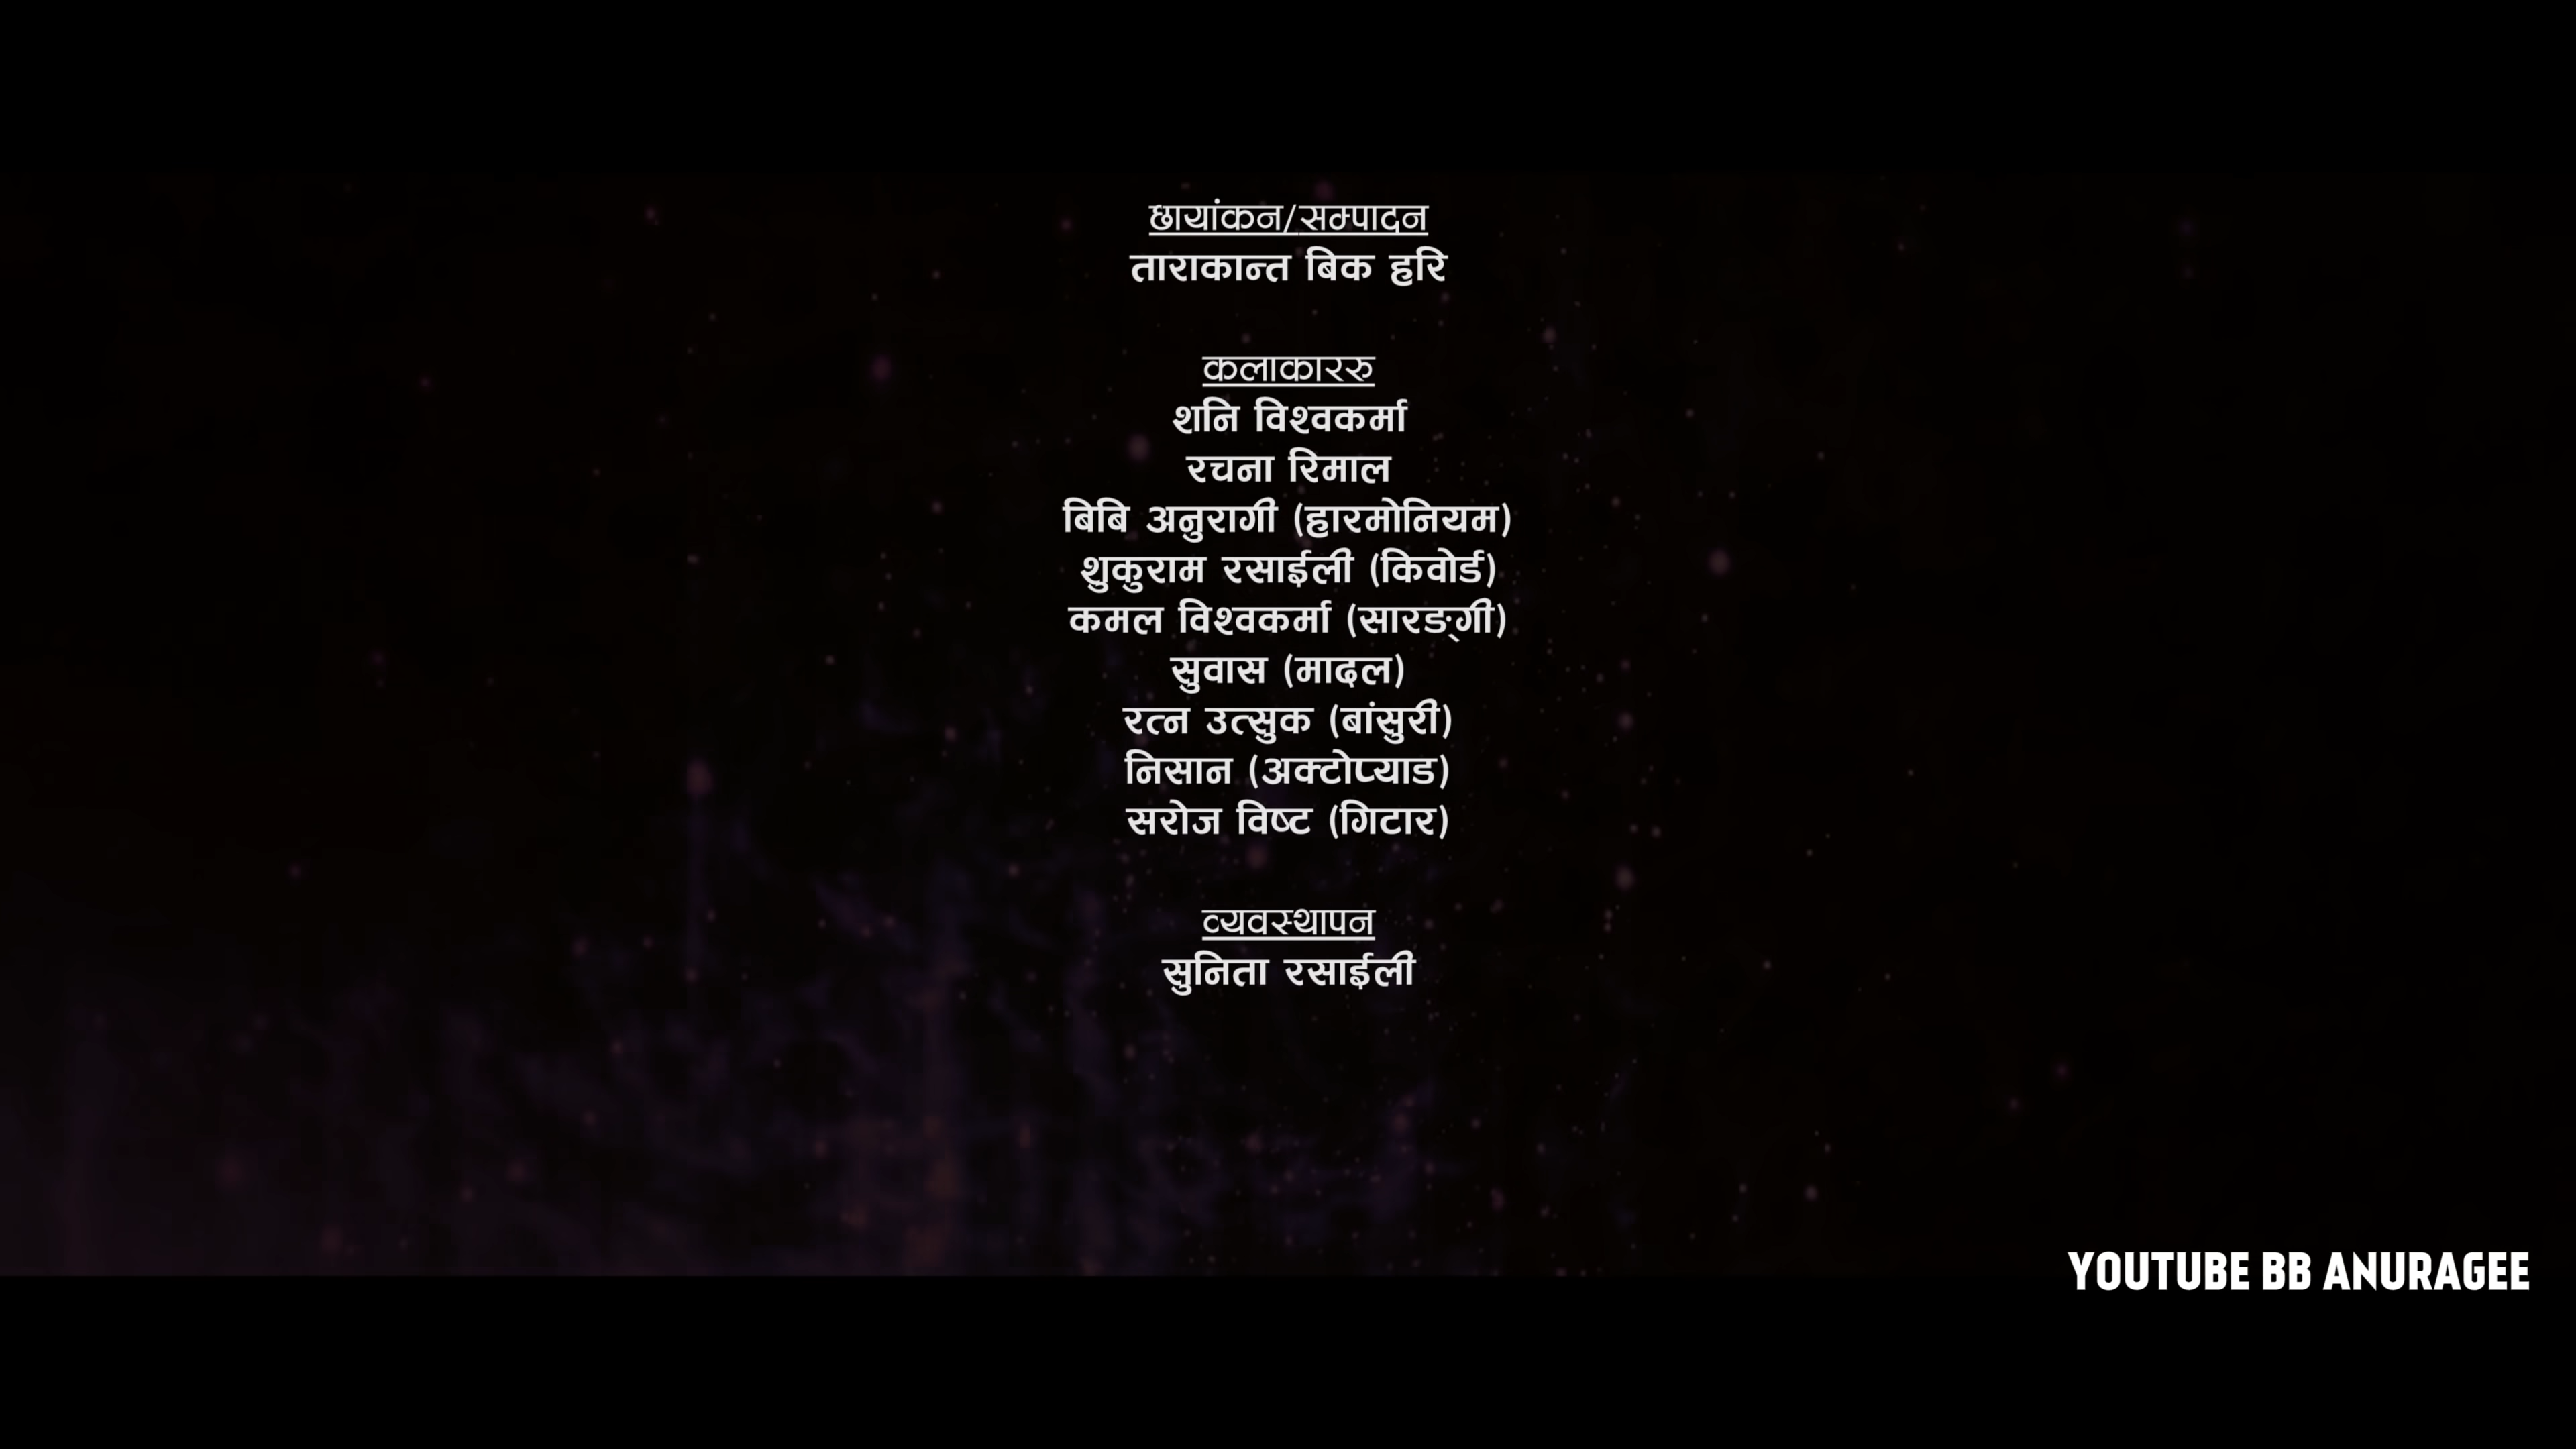 छायांकन/सम्पादन
ताराकान्त बिक हरि
कलाकाररु
शनि विश्वकर्मा
रचना रिमाल
बिबि अनुरागी (हारमोनियम)
शुकुराम रसाईली (किवोर्ड)
कमल विश्वकर्मा (सारङ्गी)
सुवास (मादल)
रत्न उत्सुक (बांसुरी)
निसान (अक्टोप्याड)
सरोज विष्ट (गिटार)
व्यवस्थापन
सुनिता रसाईली
YOUTUBE BB ANURAGEE